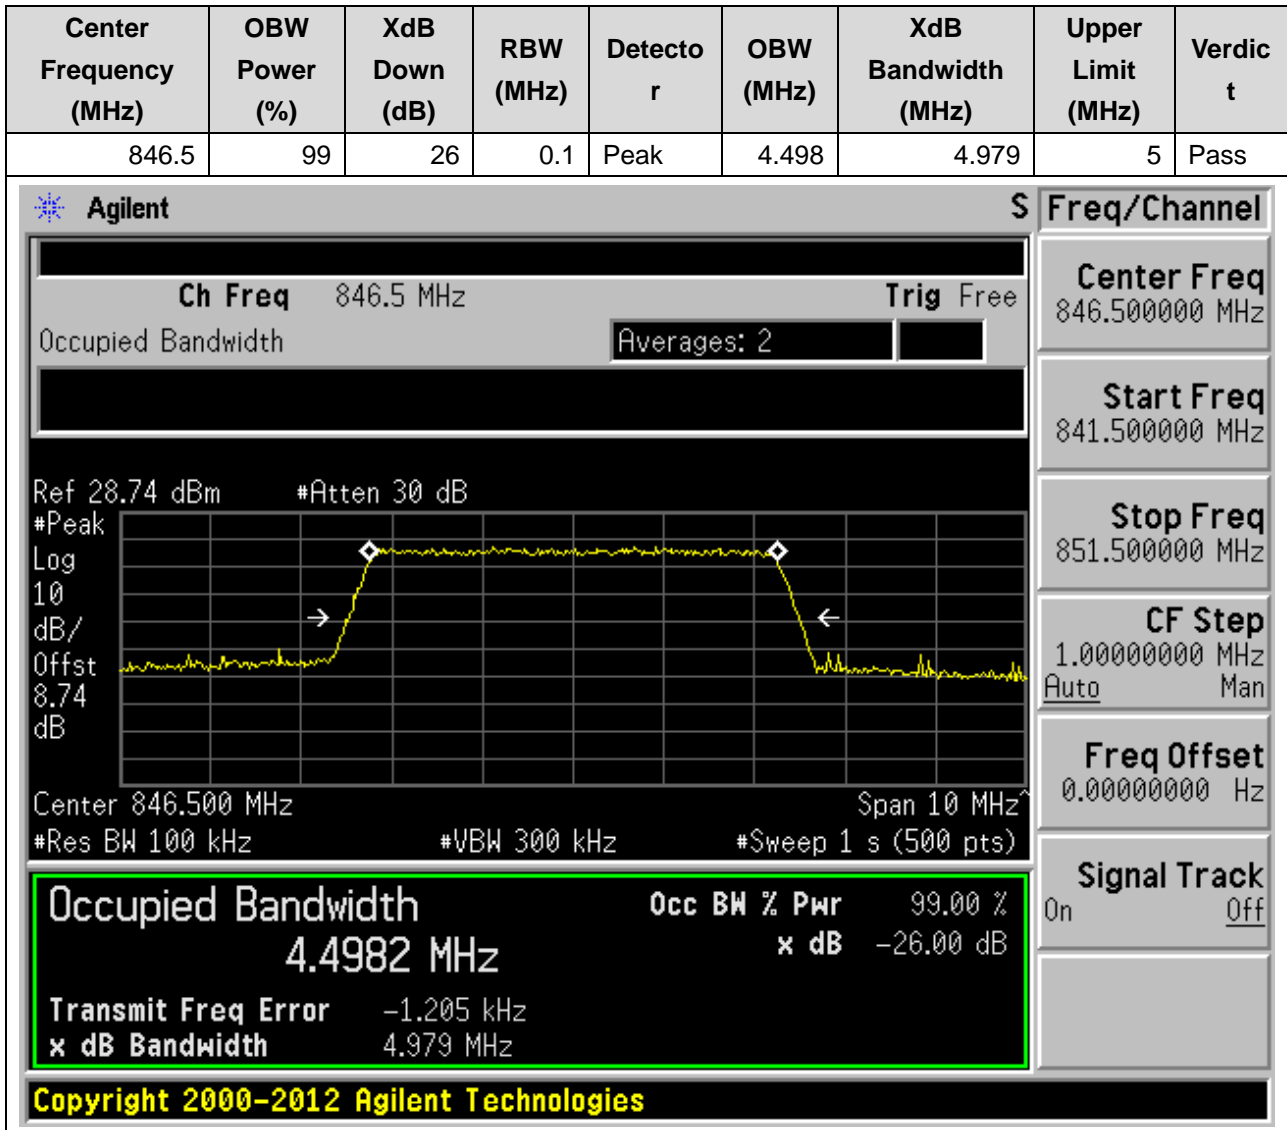 Center Frequency (MHz) OBW Power (%) XdB Down (dB) RBW (MHz) Detecto r OBW (MHz) XdB Bandwidth (MHz) Upper Limit (MHz) Verdic t
846.5 99 26 0.1 Peak 4.498 4.979 5 Pass
Agilent S
Ch Freq 846.5 MHz Trig Free
Occupied Bandwidth Averages: 2
Ref 28.74 dBm #Atten 30 dB
#Peak
Log
10
dB/
Offst
8.74
dB
Center 846.500 MHz Span 10 MHz^
#Res BW 100 kHz #VBW 300 kHz #Sweep 1 s (500 pts)
Occupied Bandwidth Occ BW % Pwr 99.00 %
4.4982 MHz x dB -26.00 dB
Transmit Freq Error -1.205 kHz
x dB Bandwidth 4.979 MHz
Copyright 2000-2012 Agilent Technologies
Freq/Channel
Center Freq
846.500000 MHz
Start Freq
841.500000 MHz
Stop Freq
851.500000 MHz
CF Step
1.00000000 MHz
Auto Man
Freq Offset
0.00000000 Hz
Signal Track
On Off